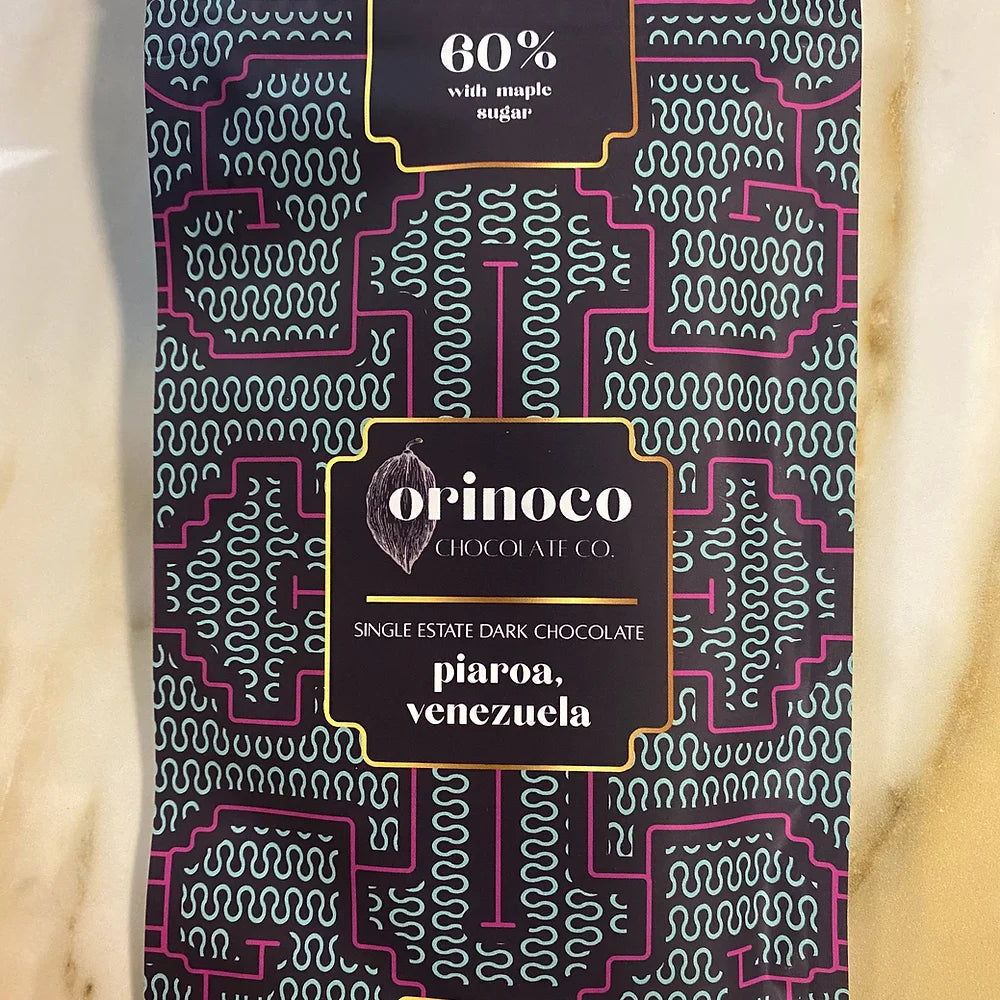 60%
with maple
sugar
orinoco
CHOCOLATE CO.
SINGLE ESTATE DARK CHOCOLATE
piaroa,
venezuela